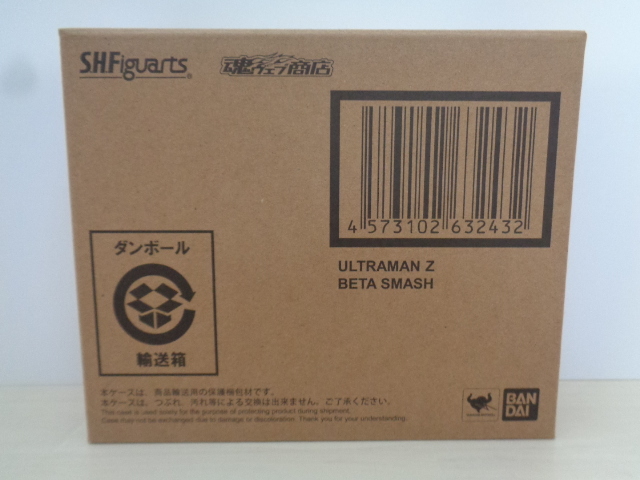 S.H.Figuarts
魂ウェブ商店
4 573102 632432
ULTRAMAN Z
BETA SMASH
ダンボール
輸送箱
本ケースは、商品輸送用の保護梱包材です。
本ケースの、つぶれ、汚れ等による交換は出来ません。ご了承ください。
This case is used solely for the purpose of protecting product during shipment.
Case may not be exchanged due to damage or discoloration. Thank you for your understanding.
BAN
DAI